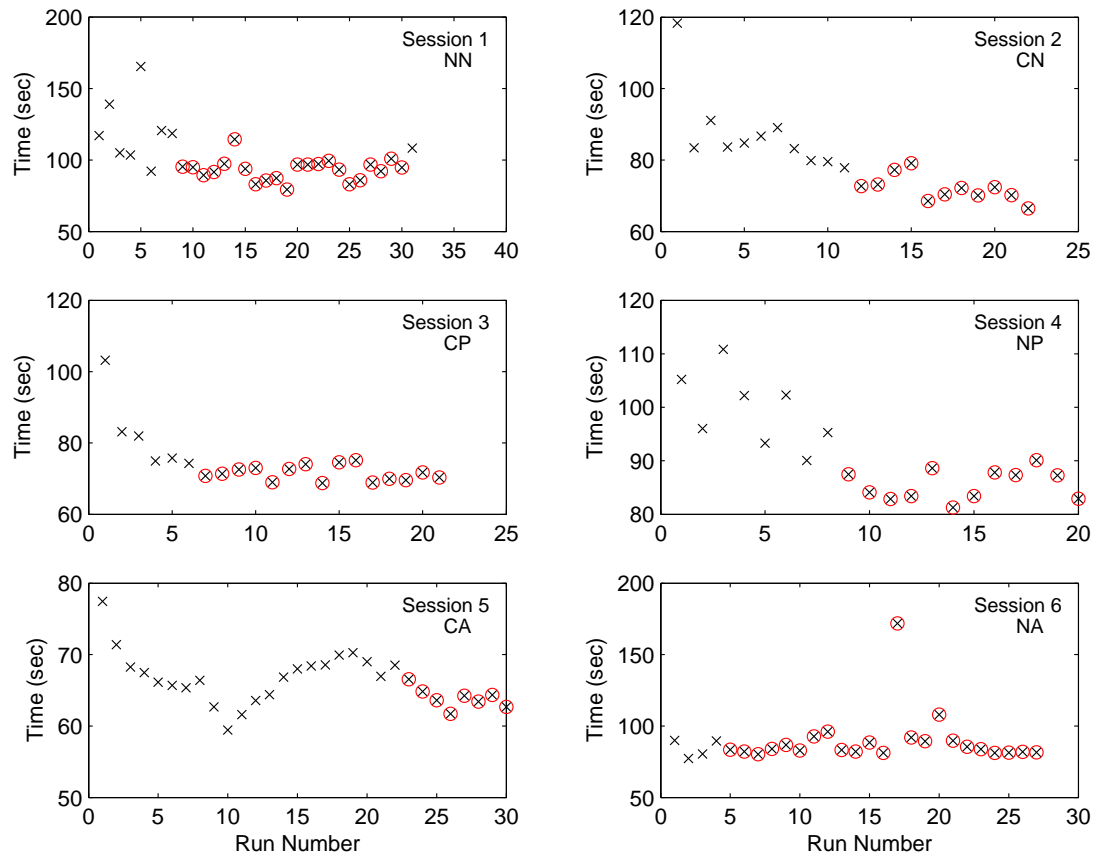 200
150
100
50
0 5 10 15 20 25 30 35 40
Time (sec)
Session 1
NN
120
100
80
60
0 5 10 15 20 25
Time (sec)
Session 2
CN
120
100
80
60
0 5 10 15 20 25
Time (sec)
Session 3
CP
120
110
100
90
80
0 5 10 15 20
Time (sec)
Session 4
NP
80
70
60
50
0 5 10 15 20 25 30
Time (sec)
Session 5
CA
Run Number
200
150
100
50
0 5 10 15 20 25 30
Time (sec)
Session 6
NA
Run Number